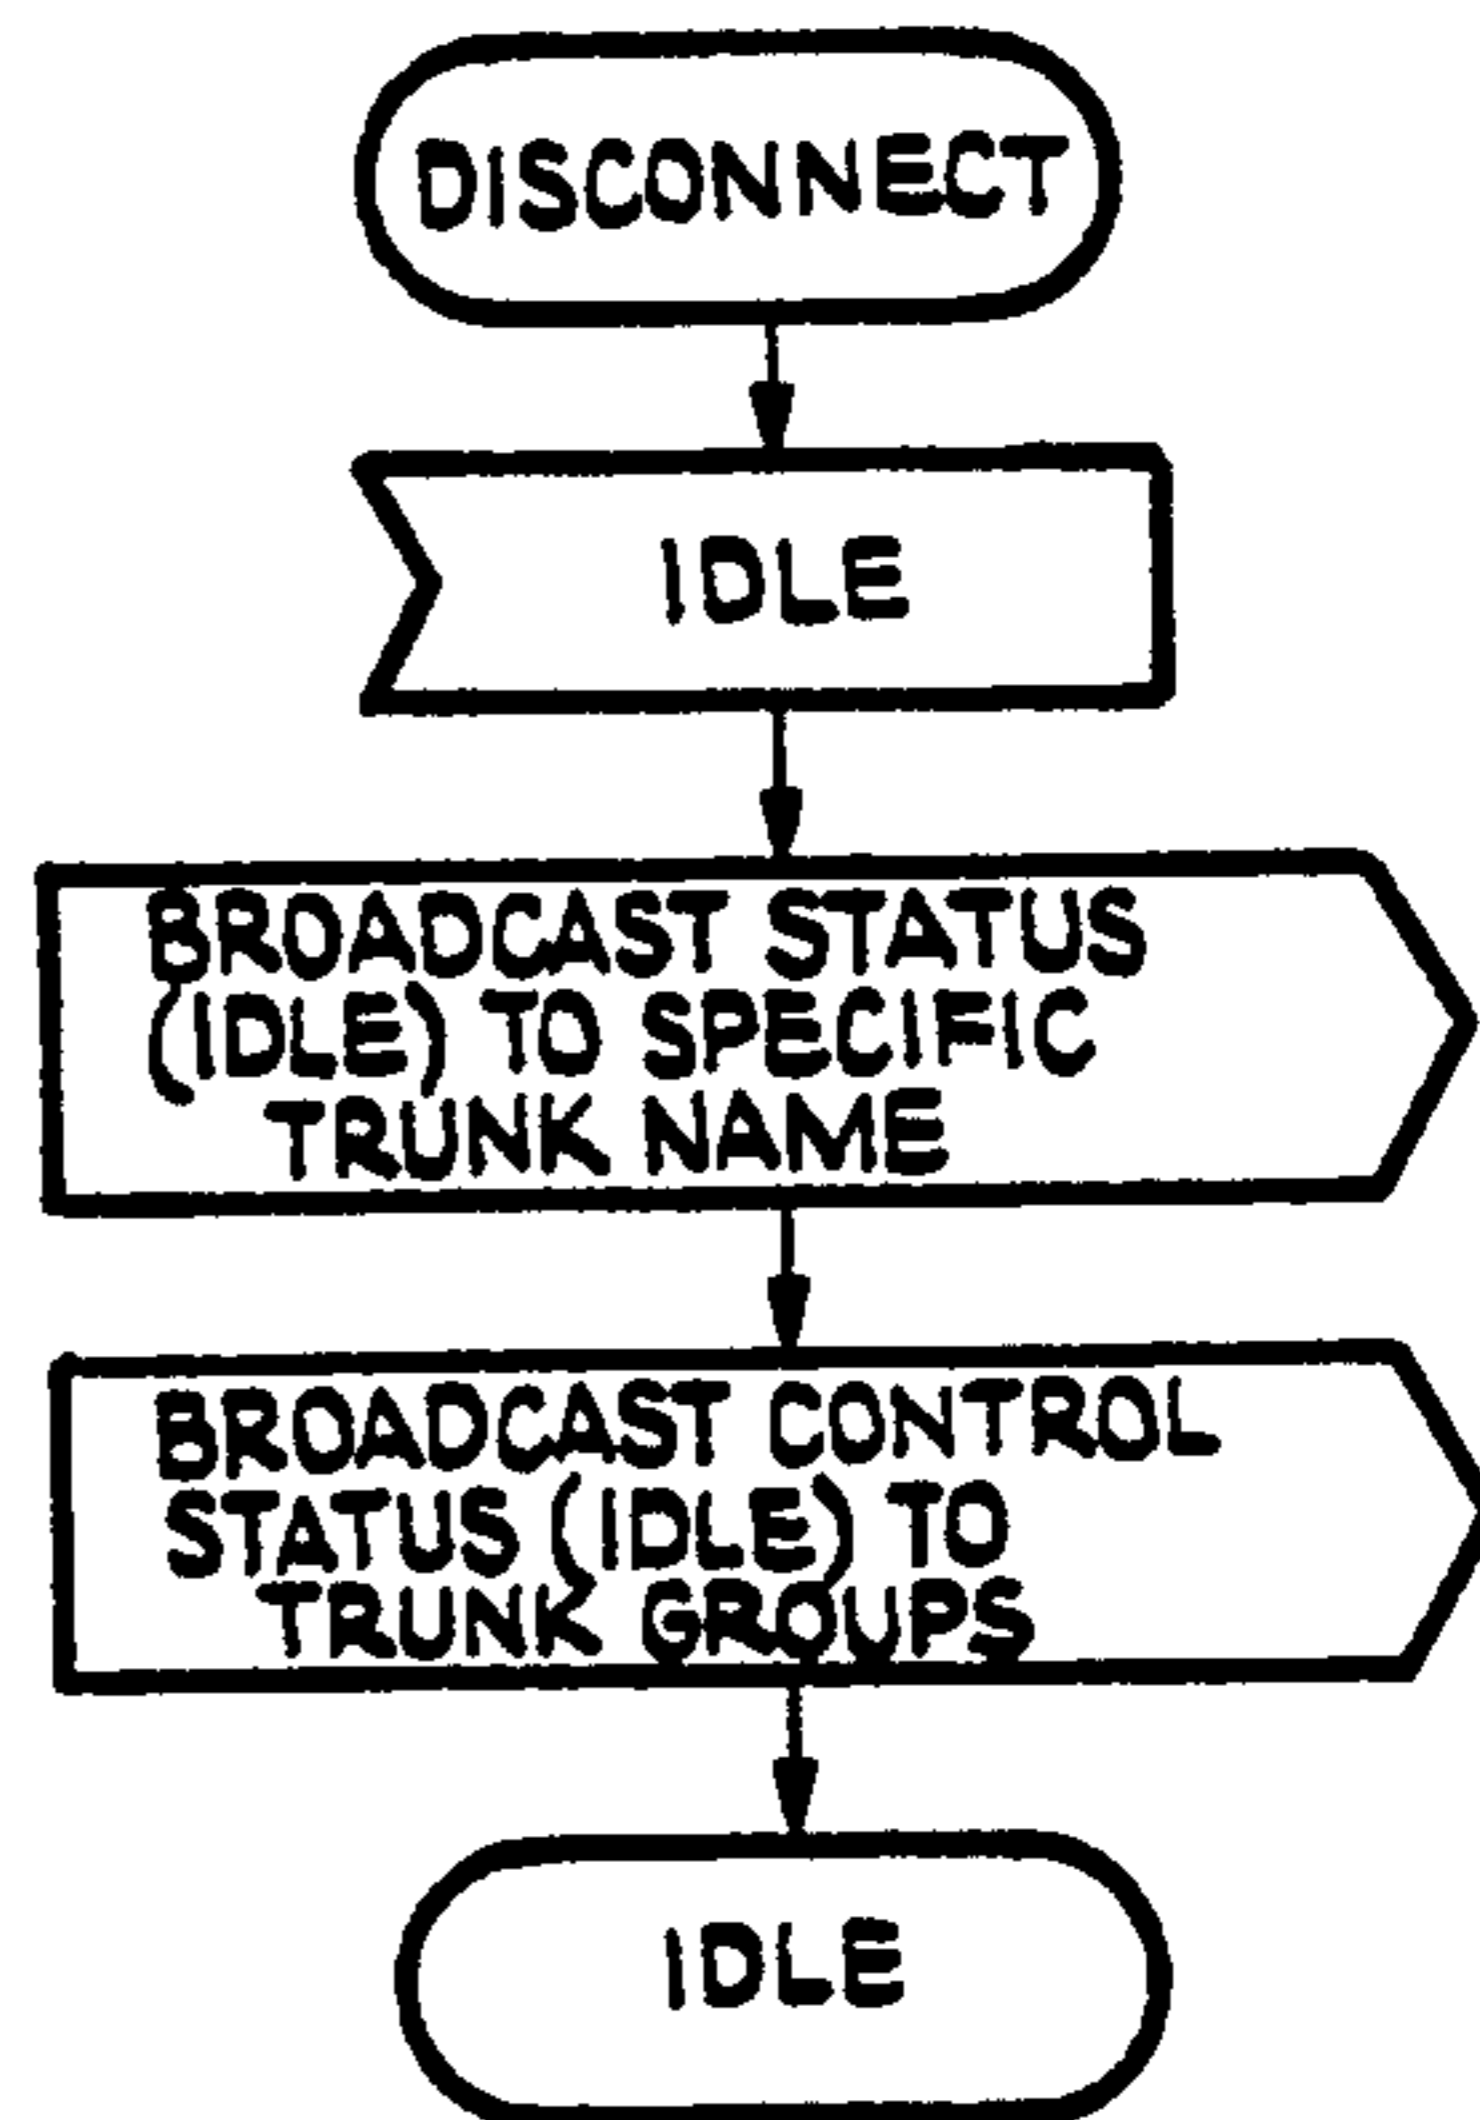 DISCONNECT
IDLE
BROADCAST STATUS
(IDLE) TO SPECIFIC
TRUNK NAME
BROADCAST CONTROL
STATUS (IDLE) TO
TRUNK GROUPS
IDLE